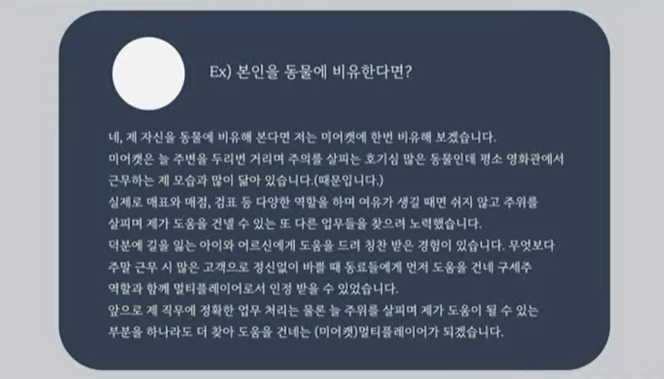 Ex) 본인을 동물에 비유한다면?
네, 제 자신을 동물에 비유해 본다면 저는 미어캣에 한번 비유해 보겠습니다.
미어캣은 늘 주변을 두리번 거리며 주의를 살피는 호기심 많은 동물인데 평소 영화관에서
근무하는 제 모습과 많이 닮아 있습니다.(때문입니다.)
실제로 매표와 매점, 검표 등 다양한 역할을 하며 여유가 생길 때면 쉬지 않고 주위를
살피며 제가 도움을 건넬 수 있는 또 다른 업무들을 찾으려 노력했습니다.
덕분에 길을 잃는 아이와 어르신에게 도움을 드려 칭찬 받은 경험이 있습니다. 무엇보다
주말 근무 시 많은 고객으로 정신없이 바쁠 때 동료들에게 먼저 도움을 건네 구세주
역할과 함께 멀티플레이어로서 인정 받을 수 있었습니다.
앞으로 제 직무에 정확한 업무 처리는 물론 늘 주위를 살피며 제가 도움이 될 수 있는
부분을 하나라도 더 찾아 도움을 건네는 (미어캣)멀티플레이어가 되겠습니다.